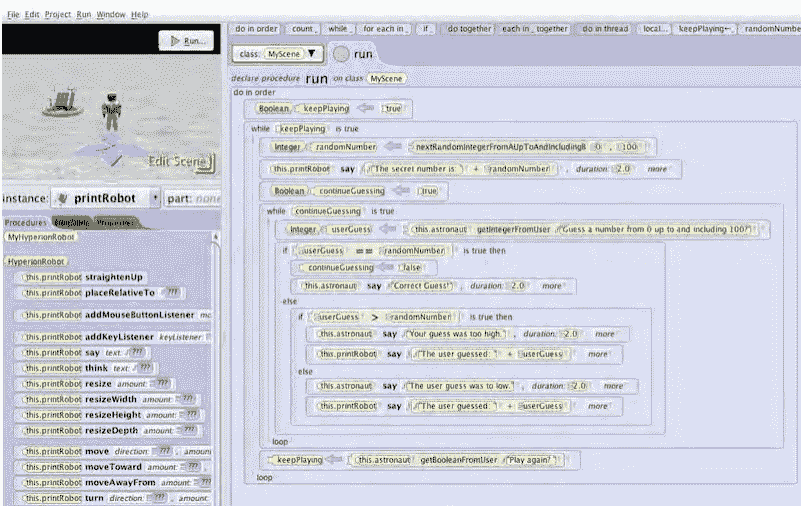 File Edit Project Run Window Help
do in order count_ while_ for each in_ if_ do together each in_ together do in thread local... keepPlaying← randomNumbe
Run...
class: MyScene run
declare procedure run on class MyScene
do in order
Boolean keepPlaying true
while keepPlaying is true
Integer randomNumber nextRandomIntegerFromAUpToAndIncludingB 0 , 100
this.printRobot say "The secret number is: " + randomNumber , duration: 2.0 more
Edit Scene
Boolean continueGuessing true
instance: printRobot part: none
while continueGuessing is true
Procedures Functions Properties
Integer userGuess this.astronaut getIntegerFromUser "Guess a number from 0 up to and including 100?"
MyHyperionRobot
if userGuess == randomNumber is true then
HyperionRobot
continueGuessing false
this.printRobot straightenUp
this.astronaut say "Correct Guess!" , duration: 2.0 more
this.printRobot placeRelativeTo ???
else
this.printRobot addMouseButtonListener mo
if userGuess > randomNumber is true then
this.printRobot addKeyListener keyListener:
this.astronaut say "Your guess was too high." , duration: 2.0 more
this.printRobot say text: ???
this.printRobot say "The user guessed: " + userGuess more
this.printRobot think text: ???
else
this.printRobot resize amount: ???
this.astronaut say "The user guess was to low." , duration: 2.0 more
this.printRobot resizeWidth amount: ???
this.printRobot say "The user guessed: " + userGuess more
this.printRobot resizeHeight amount: ???
this.printRobot resizeDepth amount: ???
loop
this.printRobot move direction: ??? , amoun
keepPlaying this.astronaut getBooleanFromUser "Play again?"
this.printRobot moveToward amount: ??? ,
loop
this.printRobot moveAwayFrom amount: ???
this.printRobot turn direction: ??? , amount: